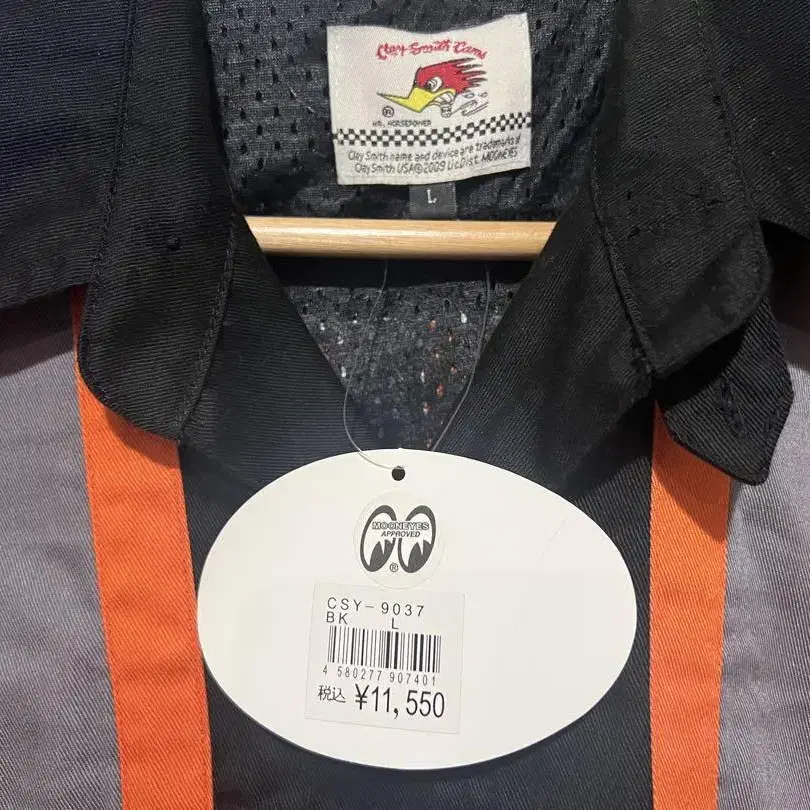 Clay Smith Cams
®
MR. HORSEPOWER
Clay Smith name and device are trademarks of
Clay Smith USA©2009 Lic.Dist. MOONEYES
L
MOONEYES
APPROVED
®
CSY-9037
BK L
4 580277 907401
税込 ¥11,550